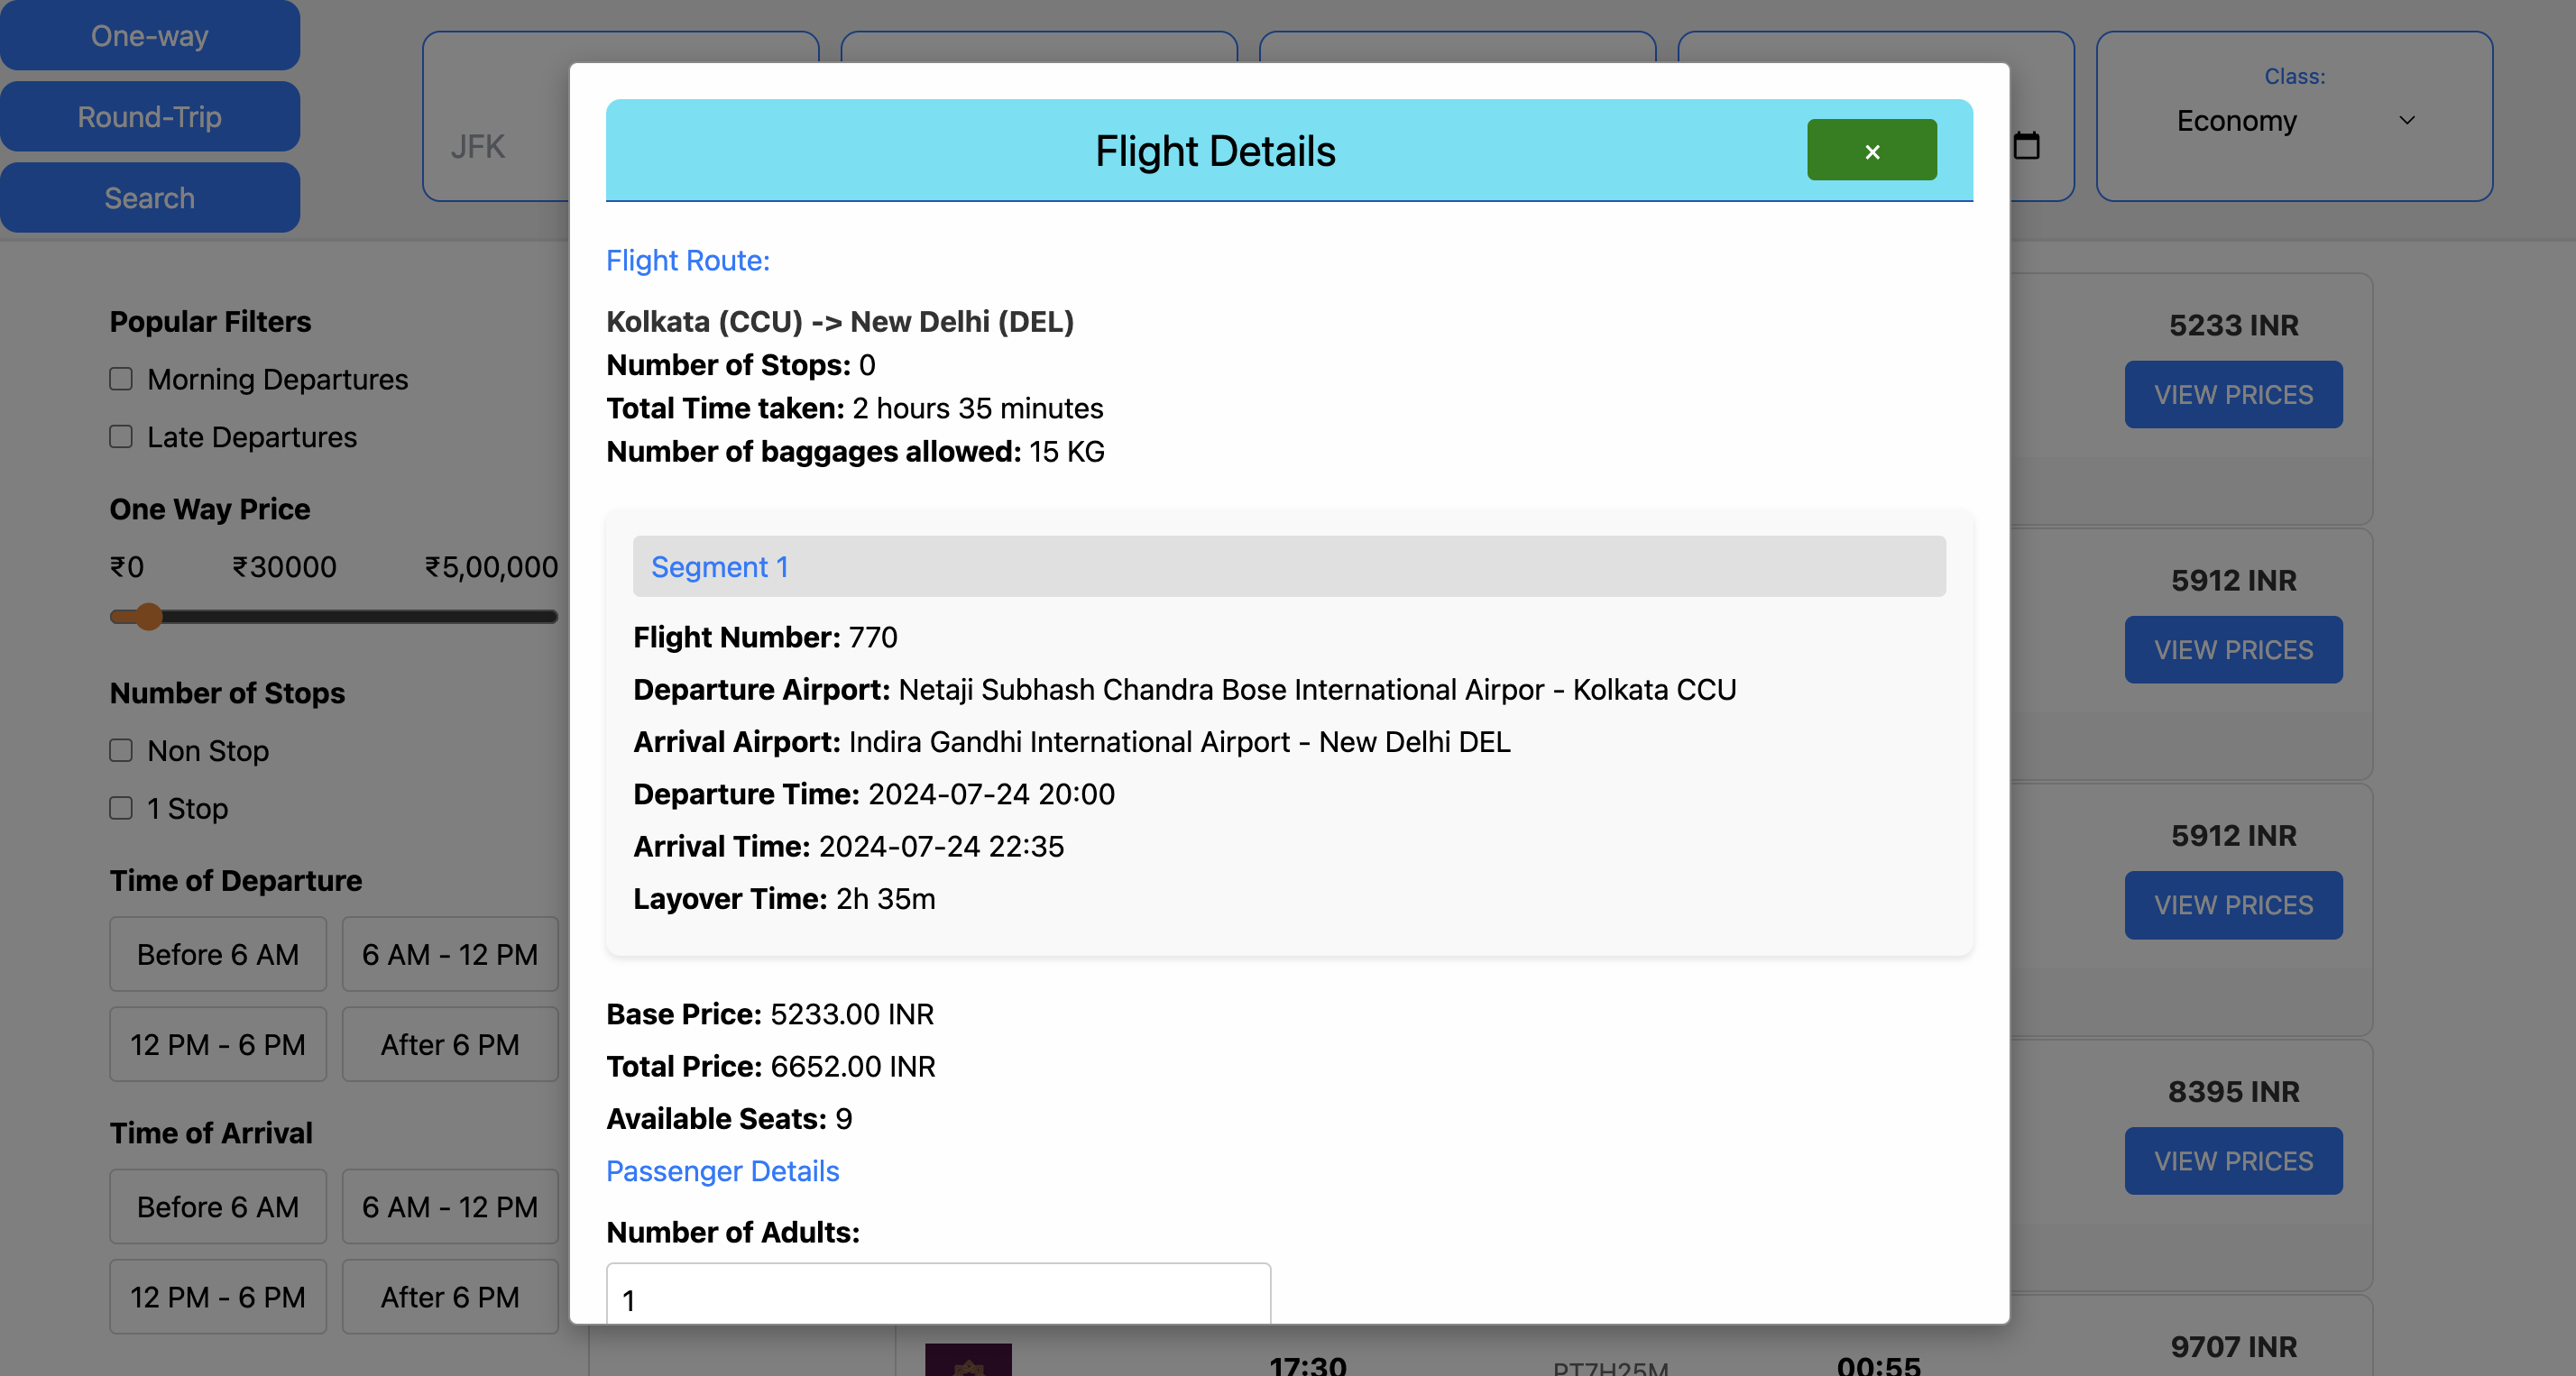 One-way
Round-Trip
Search
JFK
Class:
Economy
Popular Filters
Morning Departures
Late Departures
One Way Price
₹0 ₹30000 ₹5,00,000
Number of Stops
Non Stop
1 Stop
Time of Departure
Before 6 AM 6 AM - 12 PM
12 PM - 6 PM After 6 PM
Time of Arrival
Before 6 AM 6 AM - 12 PM
12 PM - 6 PM After 6 PM
Flight Details ×
Flight Route:
Kolkata (CCU) -> New Delhi (DEL)
Number of Stops: 0
Total Time taken: 2 hours 35 minutes
Number of baggages allowed: 15 KG
Segment 1
Flight Number: 770
Departure Airport: Netaji Subhash Chandra Bose International Airpor - Kolkata CCU
Arrival Airport: Indira Gandhi International Airport - New Delhi DEL
Departure Time: 2024-07-24 20:00
Arrival Time: 2024-07-24 22:35
Layover Time: 2h 35m
Base Price: 5233.00 INR
Total Price: 6652.00 INR
Available Seats: 9
Passenger Details
Number of Adults:
1
5233 INR
VIEW PRICES
5912 INR
VIEW PRICES
5912 INR
VIEW PRICES
8395 INR
VIEW PRICES
9707 INR
17:30 PT7H25M 00:55